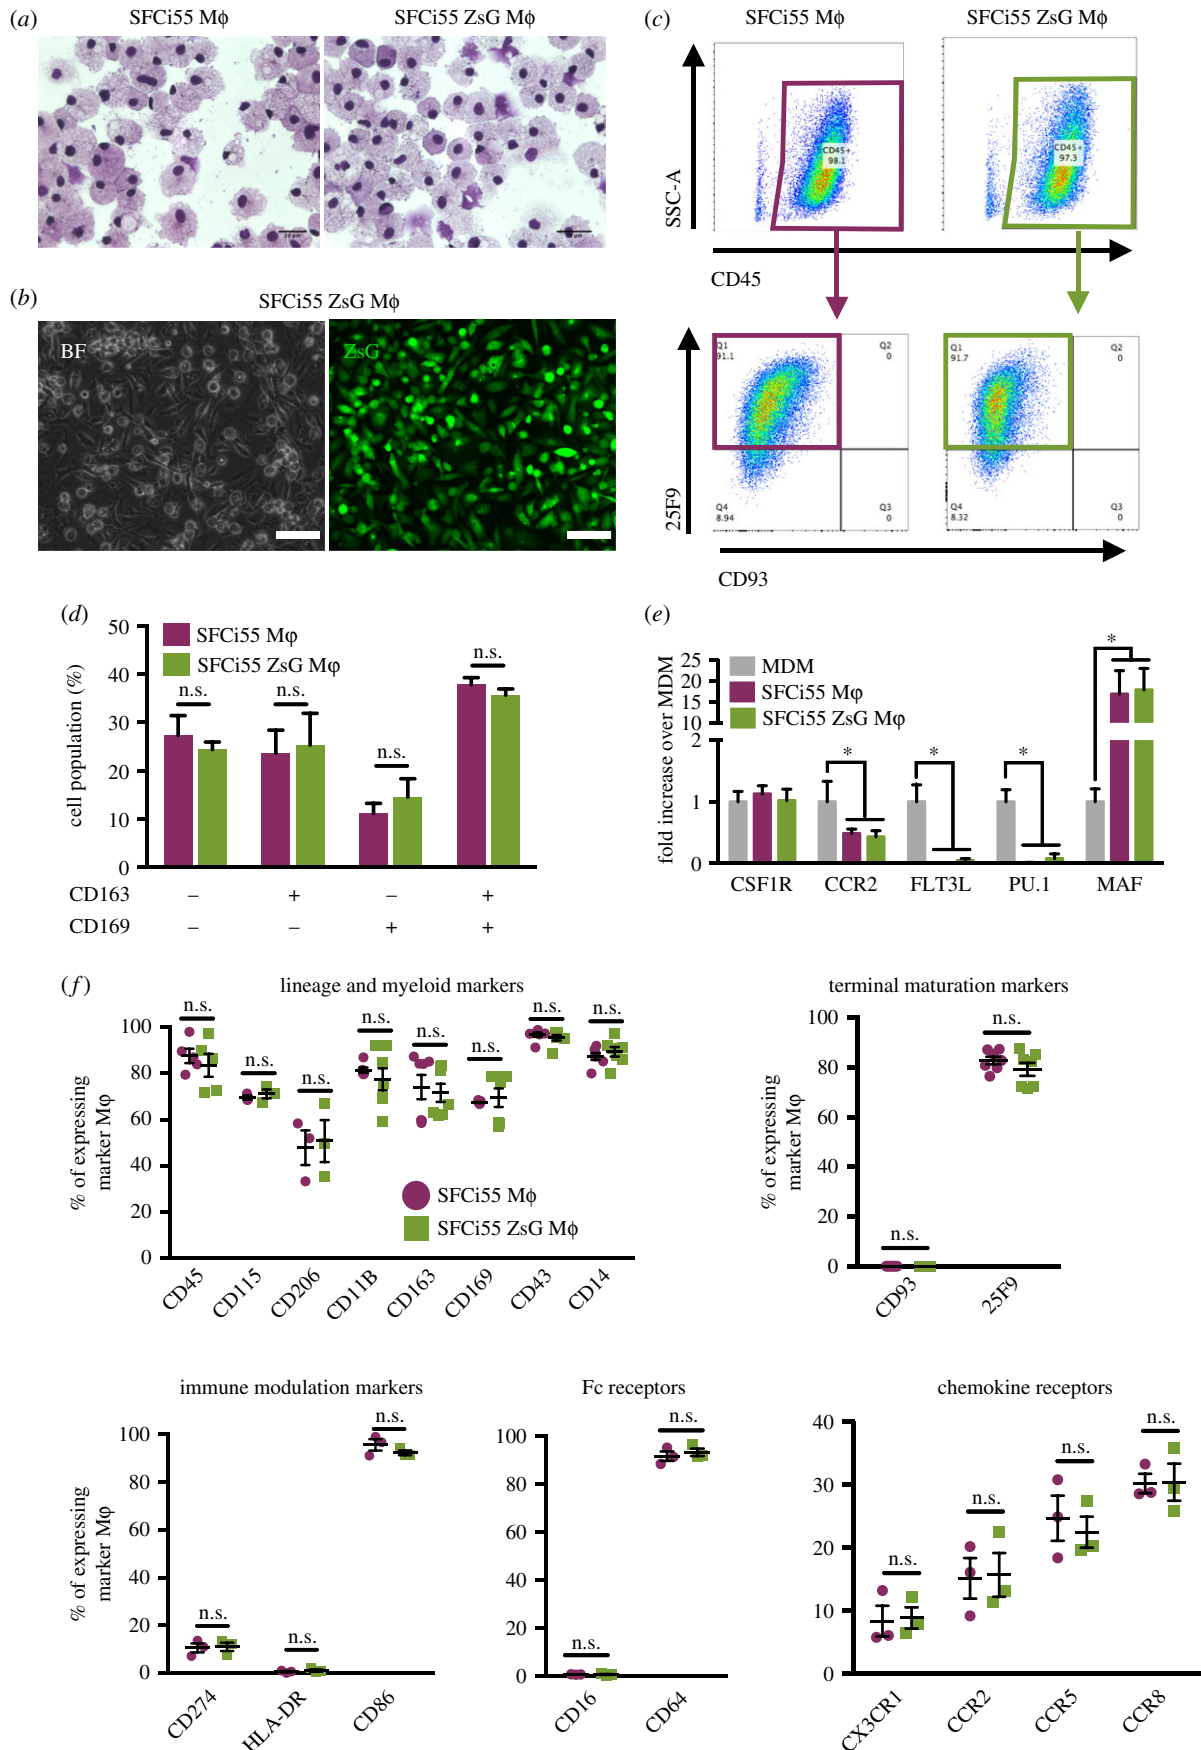 (a)
SFCi55 Mϕ
SFCi55 ZsG Mϕ
(b)
SFCi55 ZsG Mϕ
BF
ZsG
(c)
SFCi55 Mϕ
SFCi55 ZsG Mϕ
SSC-A
CD45+
98.1
CD45+
97.3
CD45
Q1
91.1
Q2
0
Q4
8.94
Q3
0
Q1
91.7
Q2
0
Q4
8.32
Q3
0
25F9
CD93
(d)
cell population (%)
50
40
30
20
10
0
SFCi55 Mφ
SFCi55 ZsG Mφ
n.s.
n.s.
n.s.
n.s.
CD163 – + – +
CD169 – – + +
(e)
fold increase over MDM
25
20
15
10
2
1
0
MDM
SFCi55 Mϕ
SFCi55 ZsG Mϕ
* * * *
CSF1R CCR2 FLT3L PU.1 MAF
(f)
lineage and myeloid markers
% of expressing
marker Mϕ
100
80
60
40
20
0
n.s. n.s. n.s. n.s. n.s. n.s. n.s. n.s.
SFCi55 Mϕ
SFCi55 ZsG Mϕ
CD45 CD115 CD206 CD11B CD163 CD169 CD43 CD14
terminal maturation markers
% of expressing
marker Mϕ
100
80
60
40
20
0
n.s. n.s.
CD93 25F9
immune modulation markers
% of expressing
marker Mϕ
100
80
60
40
20
0
n.s. n.s. n.s.
CD274 HLA-DR CD86
Fc receptors
100
80
60
40
20
0
n.s. n.s.
CD16 CD64
chemokine receptors
40
30
20
10
0
n.s. n.s. n.s. n.s.
CX3CR1 CCR2 CCR5 CCR8